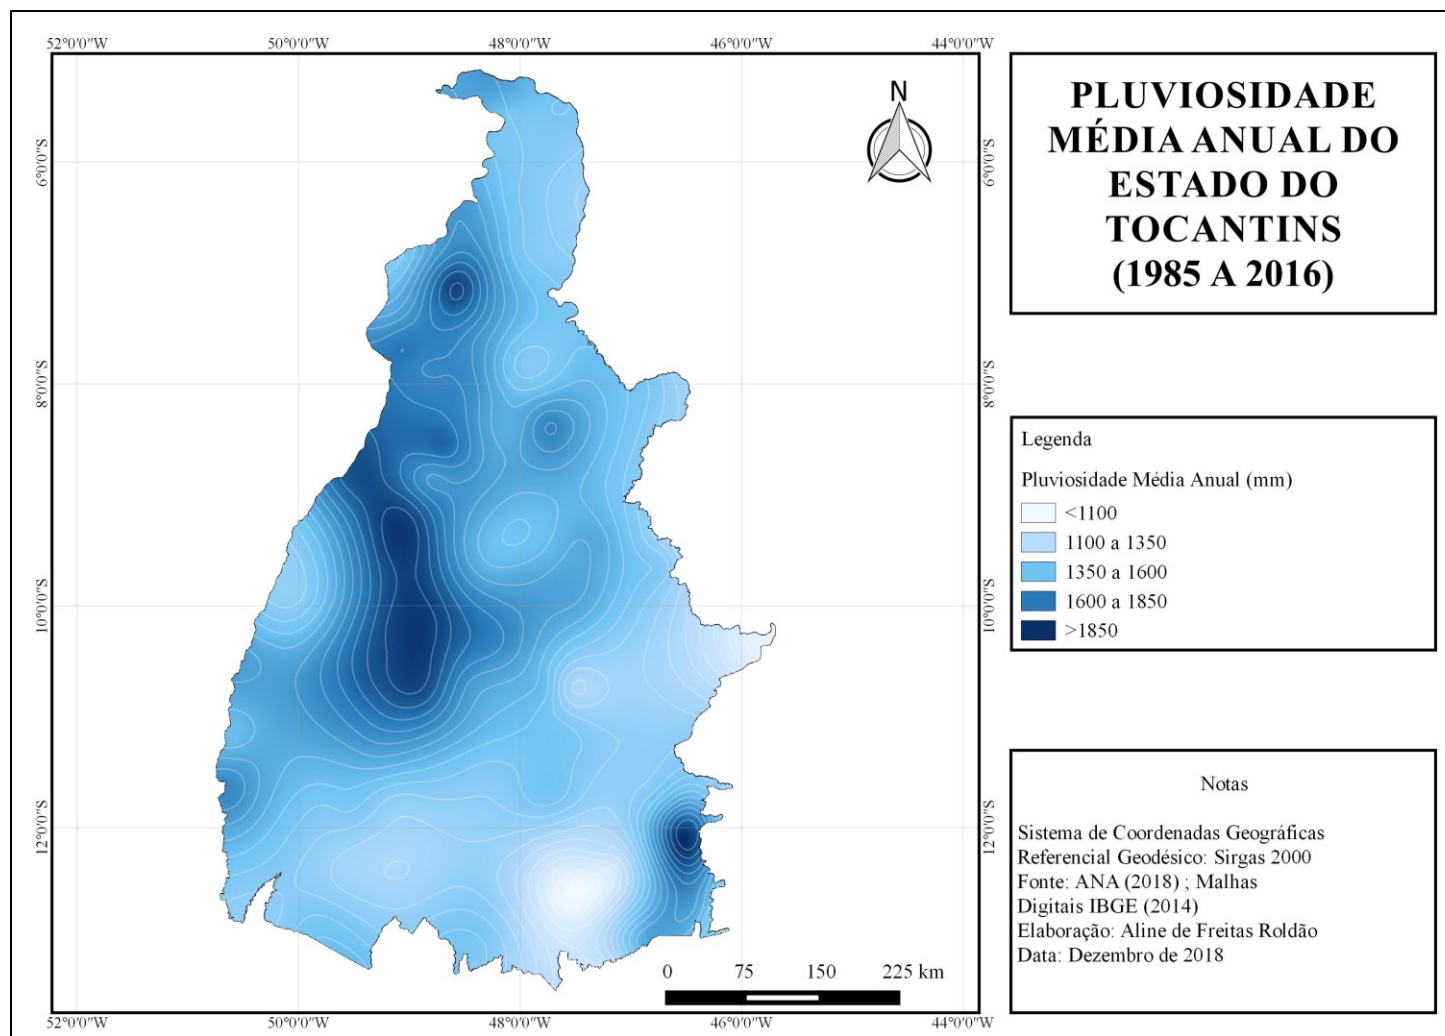 52°0'0"W 50°0'0"W 48°0'0"W 46°0'0"W 44°0'0"W
N
6°0'0"S 6°0'0"S
8°0'0"S 8°0'0"S
10°0'0"S 10°0'0"S
12°0'0"S 12°0'0"S
0 75 150 225 km
52°0'0"W 50°0'0"W 48°0'0"W 46°0'0"W 44°0'0"W
PLUVIOSIDADE
MÉDIA ANUAL DO
ESTADO DO
TOCANTINS
(1985 A 2016)
Legenda
Pluviosidade Média Anual (mm)
<1100
1100 a 1350
1350 a 1600
1600 a 1850
>1850
Notas
Sistema de Coordenadas Geográficas
Referencial Geodésico: Sirgas 2000
Fonte: ANA (2018) ; Malhas
Digitais IBGE (2014)
Elaboração: Aline de Freitas Roldão
Data: Dezembro de 2018